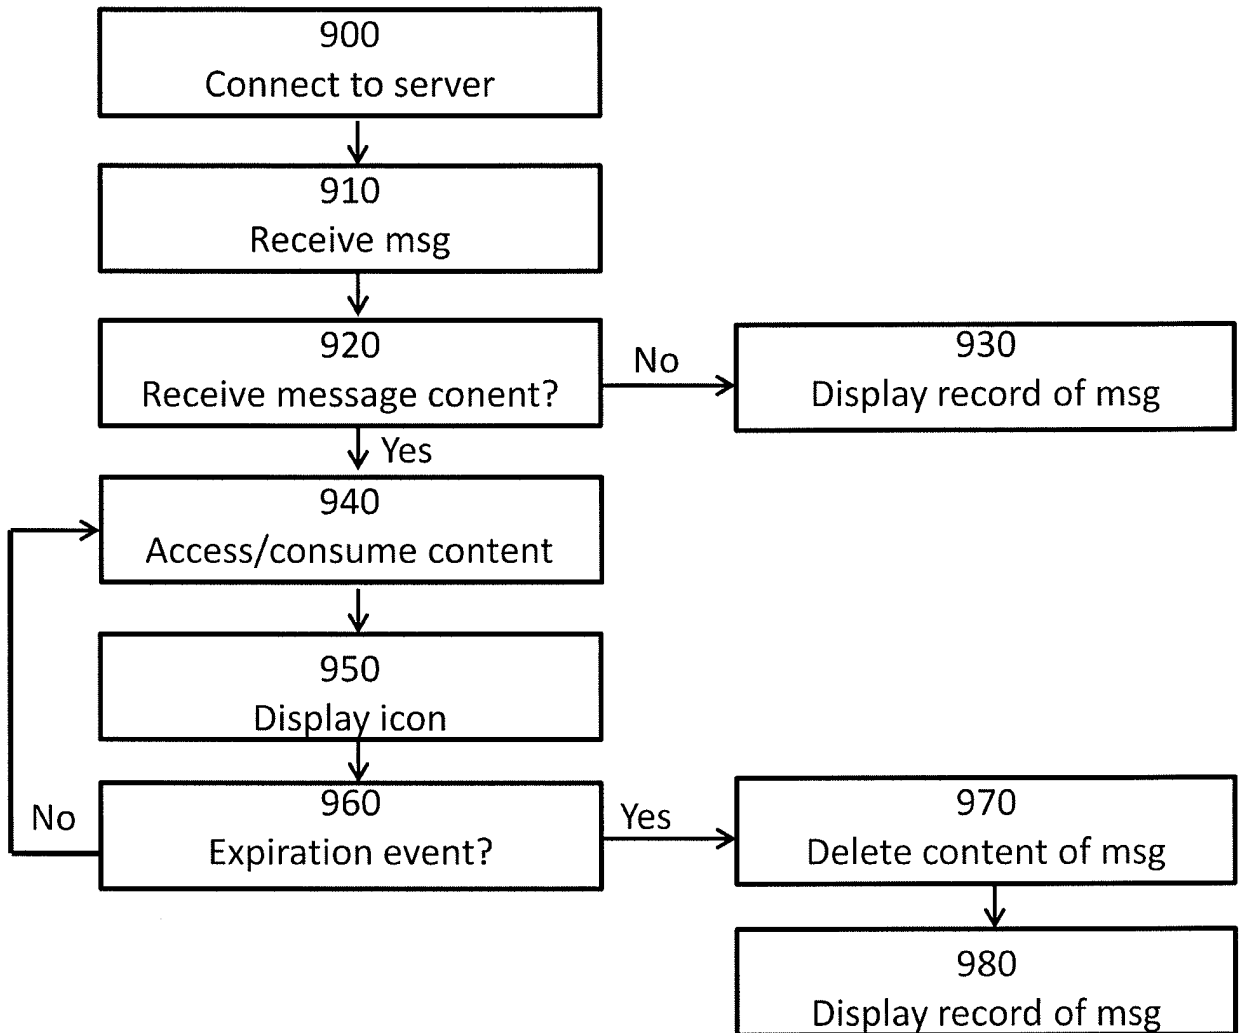 900
Connect to server
910
Receive msg
920
Receive message conent?
No
930
Display record of msg
Yes
940
Access/consume content
950
Display icon
960
Expiration event?
No
Yes
970
Delete content of msg
980
Display record of msg